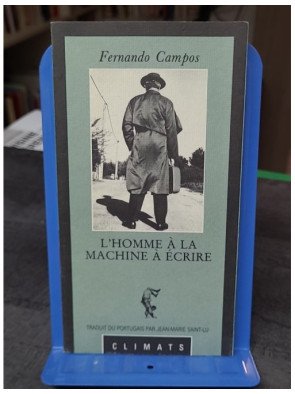 Fernando Campos
L'HOMME À LA
MACHINE A ÉCRIRE
TRADUIT DU PORTUGAIS PAR JEAN-MARIE SAINT-LU
CLIMATS